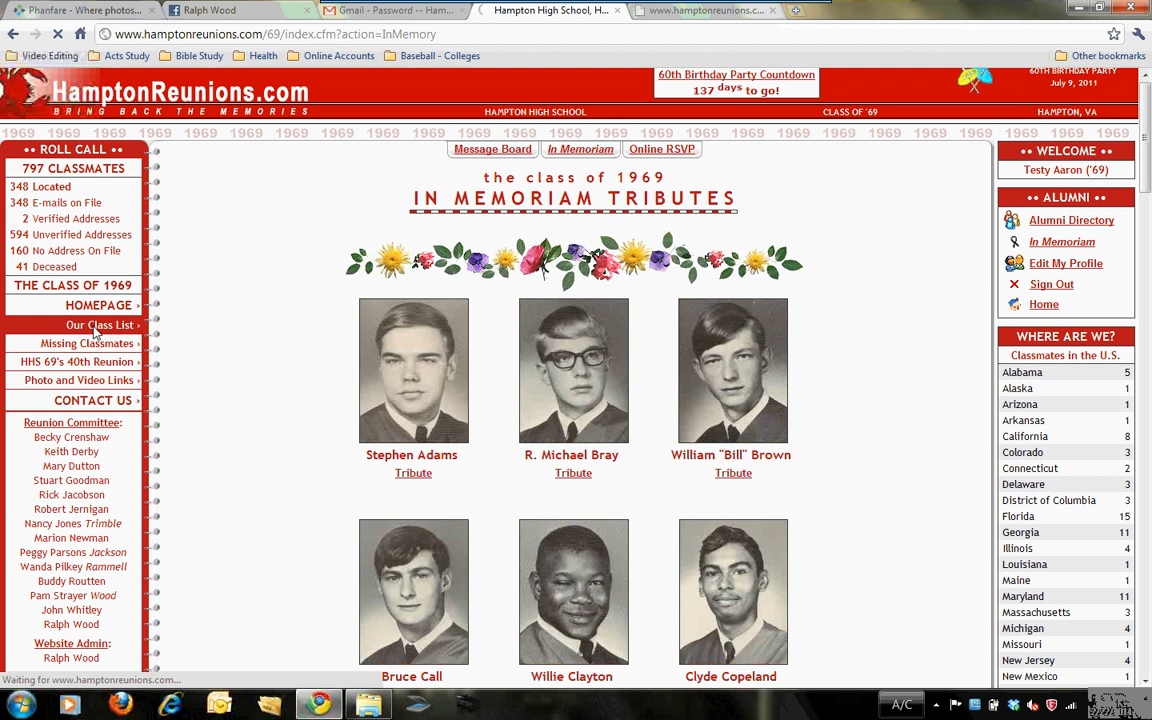 Phanfare - Where photos...
Ralph Wood
Gmail - Password -- Ham...
Hampton High School, H...
www.hamptonreunions.c...
www.hamptonreunions.com/69/index.cfm?action=InMemory
Video Editing
Acts Study
Bible Study
Health
Online Accounts
Baseball - Colleges
Other bookmarks
HamptonReunions.com
BRING BACK THE MEMORIES
60th Birthday Party Countdown
137 days to go!
60TH BIRTHDAY PARTY
July 9, 2011
HAMPTON HIGH SCHOOL
CLASS OF '69
HAMPTON, VA
1969 1969 1969 1969 1969 1969 1969 1969 1969 1969 1969 1969 1969 1969 1969 1969 1969 1969 1969 1969 1969 1969 1969 1969 1969
•• ROLL CALL ••
797 CLASSMATES
348 Located
348 E-mails on File
2 Verified Addresses
594 Unverified Addresses
160 No Address On File
41 Deceased
THE CLASS OF 1969
HOMEPAGE ›
Our Class List ›
Missing Classmates ›
HHS 69's 40th Reunion ›
Photo and Video Links ›
CONTACT US ›
Reunion Committee:
Becky Crenshaw
Keith Derby
Mary Dutton
Stuart Goodman
Rick Jacobson
Robert Jernigan
Nancy Jones Trimble
Marion Newman
Peggy Parsons Jackson
Wanda Pilkey Rammell
Buddy Routten
Pam Strayer Wood
John Whitley
Ralph Wood
Website Admin:
Ralph Wood
Message Board
In Memoriam
Online RSVP
the class of 1969
IN MEMORIAM TRIBUTES
Stephen Adams
Tribute
R. Michael Bray
Tribute
William "Bill" Brown
Tribute
Bruce Call
Willie Clayton
Clyde Copeland
•• WELCOME ••
Testy Aaron ('69)
•• ALUMNI ••
Alumni Directory
In Memoriam
Edit My Profile
Sign Out
Home
WHERE ARE WE?
Classmates in the U.S.
Alabama 5
Alaska 1
Arizona 1
Arkansas 1
California 8
Colorado 3
Connecticut 2
Delaware 3
District of Columbia 3
Florida 15
Georgia 11
Illinois 4
Louisiana 1
Maine 1
Maryland 11
Massachusetts 3
Michigan 4
Missouri 1
New Jersey 4
New Mexico 1
Waiting for www.hamptonreunions.com...
A/C